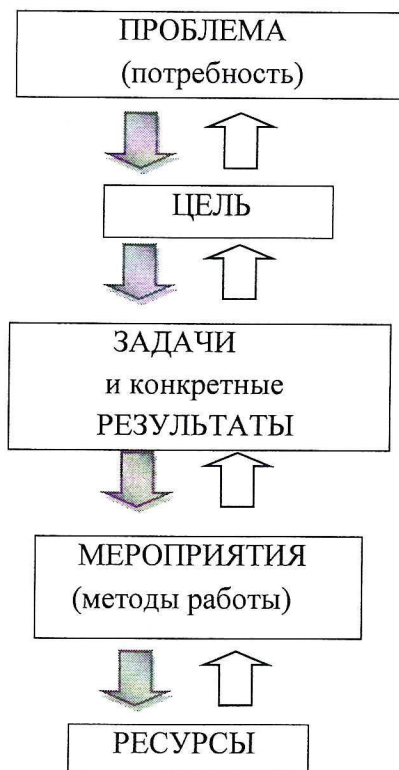 ПРОБЛЕМА
(потребность)
ЦЕЛЬ
ЗАДАЧИ
и конкретные
РЕЗУЛЬТАТЫ
МЕРОПРИЯТИЯ
(методы работы)
РЕСУРСЫ